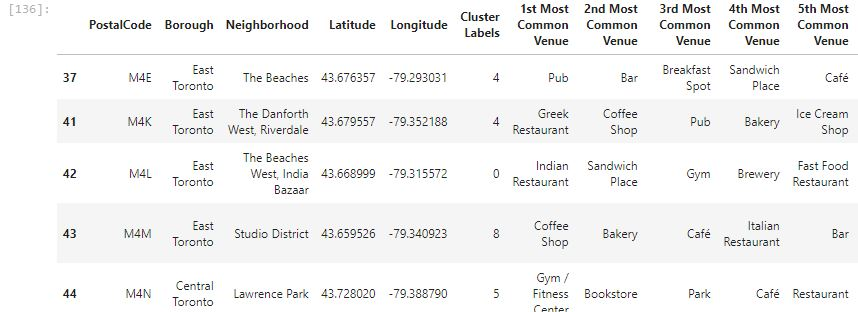 [136]:
PostalCode Borough Neighborhood Latitude Longitude Cluster Labels 1st Most Common Venue 2nd Most Common Venue 3rd Most Common Venue 4th Most Common Venue 5th Most Common Venue
37 M4E East Toronto The Beaches 43.676357 -79.293031 4 Pub Bar Breakfast Spot Sandwich Place Café
41 M4K East Toronto The Danforth West, Riverdale 43.679557 -79.352188 4 Greek Restaurant Coffee Shop Pub Bakery Ice Cream Shop
42 M4L East Toronto The Beaches West, India Bazaar 43.668999 -79.315572 0 Indian Restaurant Sandwich Place Gym Brewery Fast Food Restaurant
43 M4M East Toronto Studio District 43.659526 -79.340923 8 Coffee Shop Bakery Café Italian Restaurant Bar
44 M4N Central Toronto Lawrence Park 43.728020 -79.388790 5 Gym / Fitness Center Bookstore Park Café Restaurant